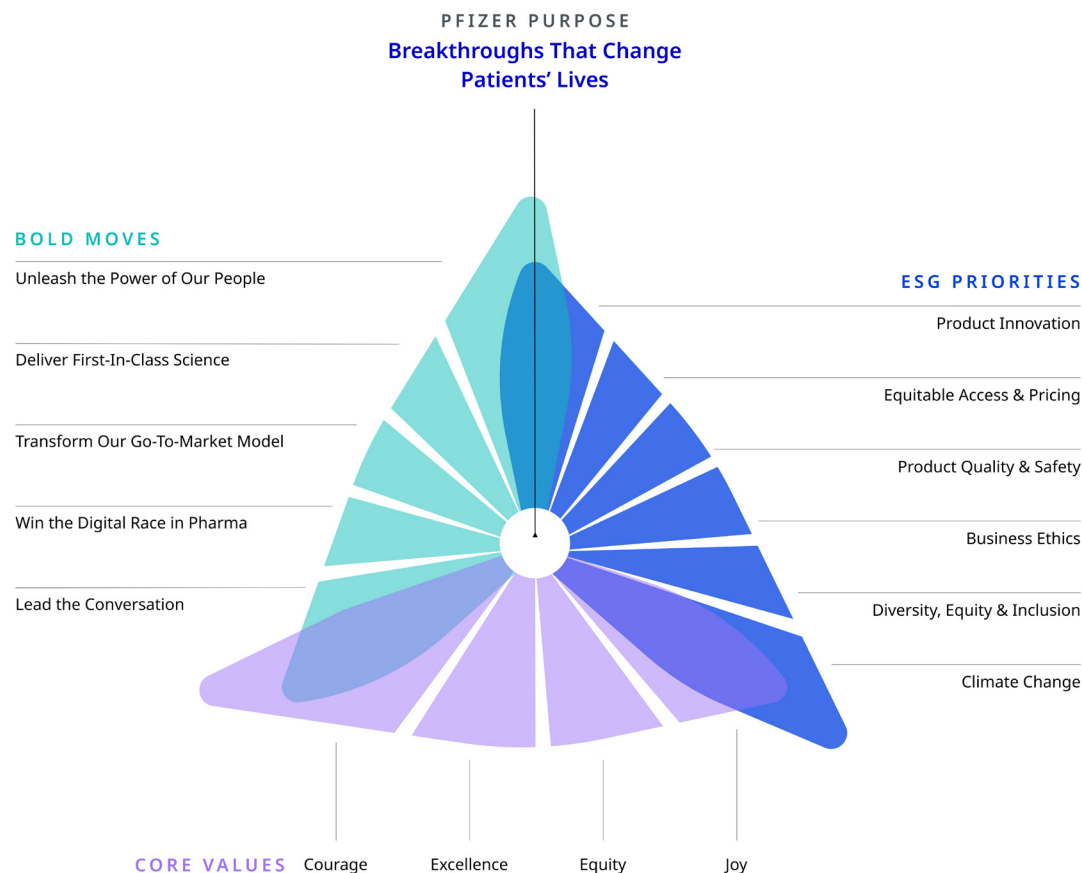 PFIZER PURPOSE
Breakthroughs That Change
Patients’ Lives
BOLD MOVES
Unleash the Power of Our People
Deliver First-In-Class Science
Transform Our Go-To-Market Model
Win the Digital Race in Pharma
Lead the Conversation
ESG PRIORITIES
Product Innovation
Equitable Access & Pricing
Product Quality & Safety
Business Ethics
Diversity, Equity & Inclusion
Climate Change
CORE VALUES Courage Excellence Equity Joy